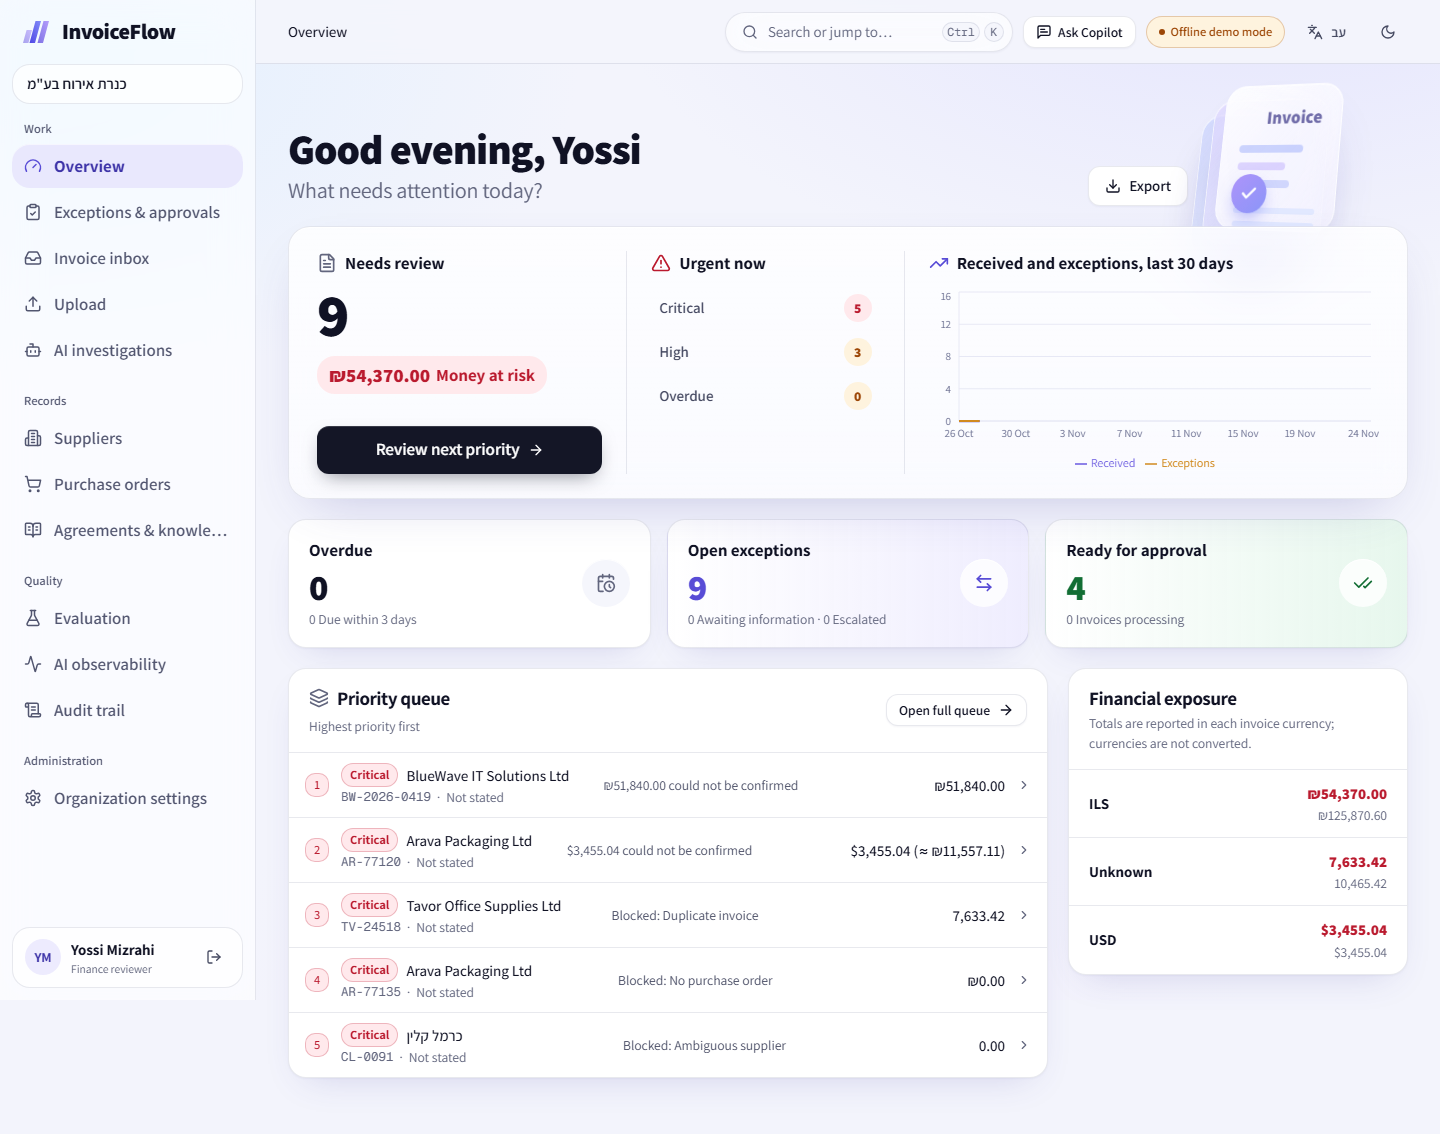 InvoiceFlow
כנרת אירוח בע"מ
Work
Overview
Exceptions & approvals
Invoice inbox
Upload
AI investigations
Records
Suppliers
Purchase orders
Agreements & knowle...
Quality
Evaluation
AI observability
Audit trail
Administration
Organization settings
YM
Yossi Mizrahi
Finance reviewer
Overview
Search or jump to… Ctrl K
Ask Copilot
Offline demo mode
עב
Good evening, Yossi
What needs attention today?
Export
Invoice
Needs review
9
₪54,370.00 Money at risk
Review next priority
Urgent now
Critical 5
High 3
Overdue 0
Received and exceptions, last 30 days
16
12
8
4
0
26 Oct 30 Oct 3 Nov 7 Nov 11 Nov 15 Nov 19 Nov 24 Nov
Received Exceptions
Overdue
0
0 Due within 3 days
Open exceptions
9
0 Awaiting information · 0 Escalated
Ready for approval
4
0 Invoices processing
Priority queue
Highest priority first
Open full queue
1 Critical BlueWave IT Solutions Ltd ₪51,840.00 could not be confirmed ₪51,840.00
BW-2026-0419 · Not stated
2 Critical Arava Packaging Ltd $3,455.04 could not be confirmed $3,455.04 (≈ ₪11,557.11)
AR-77120 · Not stated
3 Critical Tavor Office Supplies Ltd Blocked: Duplicate invoice 7,633.42
TV-24518 · Not stated
4 Critical Arava Packaging Ltd Blocked: No purchase order ₪0.00
AR-77135 · Not stated
5 Critical כרמל קלין Blocked: Ambiguous supplier 0.00
CL-0091 · Not stated
Financial exposure
Totals are reported in each invoice currency;
currencies are not converted.
ILS ₪54,370.00
₪125,870.60
Unknown 7,633.42
10,465.42
USD $3,455.04
$3,455.04